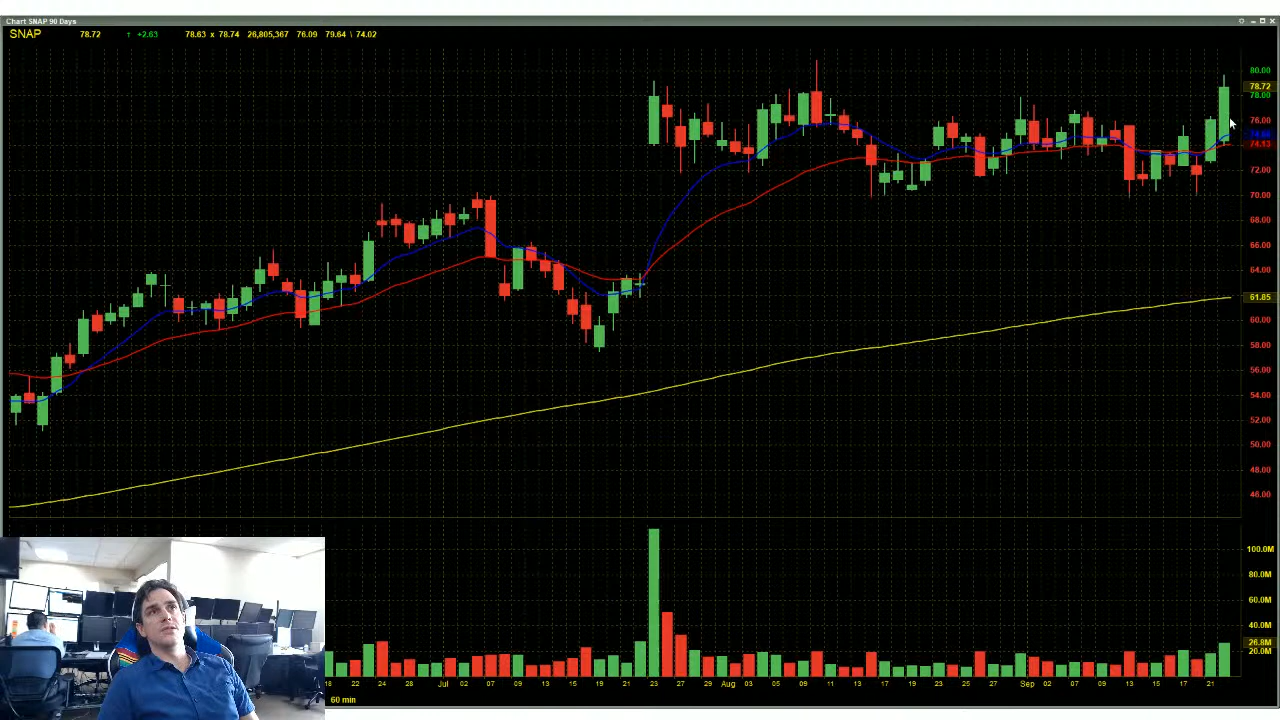 Chart SNAP 90 Days
SNAP 78.72 ↑ +2.63 78.63 x 78.74 26,805,367 76.09 79.64 \ 74.02
80.00
78.72
78.00
76.00
74.13
72.00
70.00
68.00
66.00
64.00
61.85
60.00
58.00
56.00
54.00
52.00
50.00
48.00
46.00
100.0M
80.0M
60.0M
40.0M
26.8M
20.0M
18 22 24 28 Jul 07 09 13 15 19 21 23 27 29 Aug 03 05 09 11 13 17 19 23 25 27 Sep 02 07 09 13 15 17 21
60 min